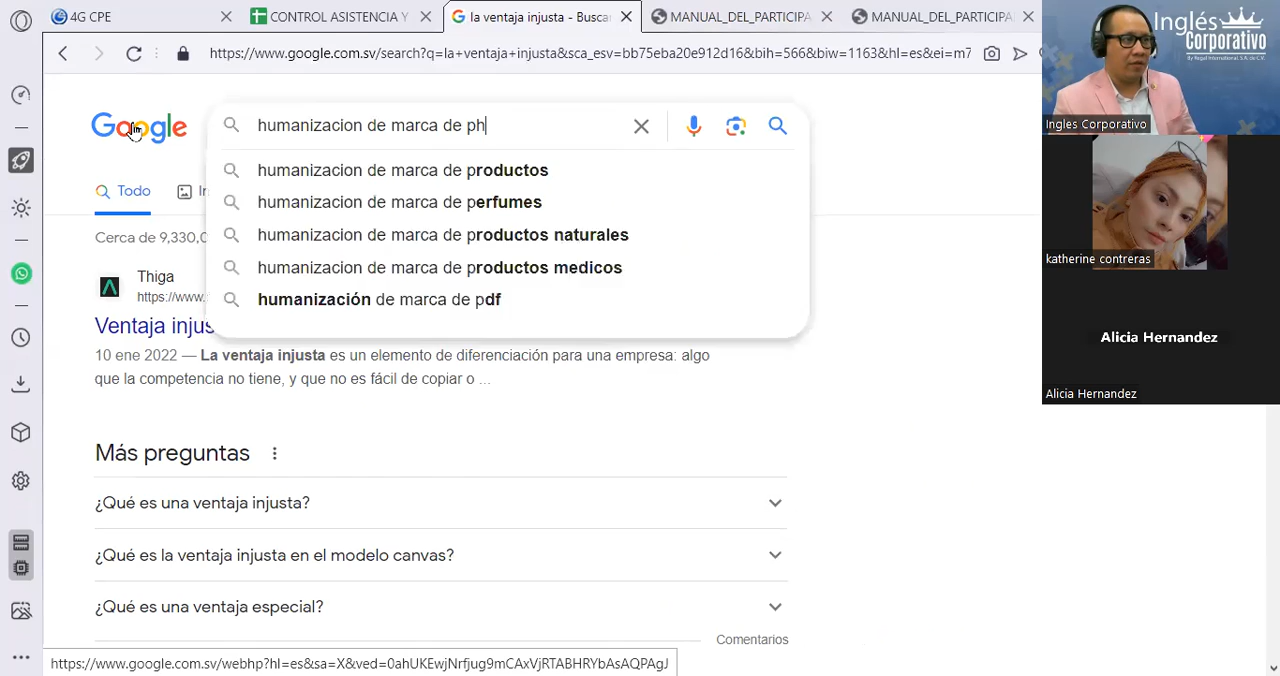 4G CPE
CONTROL ASISTENCIA Y
la ventaja injusta - Busca
MANUAL_DEL_PARTICIPA
MANUAL_DEL_PARTICIPA
https://www.google.com.sv/search?q=la+ventaja+injusta&sca_esv=bb75eba20e912d16&bih=566&biw=1163&hl=es&ei=m7
Google
humanizacion de marca de ph
humanizacion de marca de productos
humanizacion de marca de perfumes
humanizacion de marca de productos naturales
humanizacion de marca de productos medicos
humanización de marca de pdf
Todo
Cerca de 9,330,0
Thiga
https://www.
Ventaja injus
10 ene 2022 — La ventaja injusta es un elemento de diferenciación para una empresa: algo
que la competencia no tiene, y que no es fácil de copiar o ...
Más preguntas
¿Qué es una ventaja injusta?
¿Qué es la ventaja injusta en el modelo canvas?
¿Qué es una ventaja especial?
Comentarios
https://www.google.com.sv/webhp?hl=es&sa=X&ved=0ahUKEwjNrfjug9mCAxVjRTABHRYbAsAQPAgJ
Inglés
Corporativo
By Regal International, S.A. de C.V.
Ingles Corporativo
katherine contreras
Alicia Hernandez
Alicia Hernandez